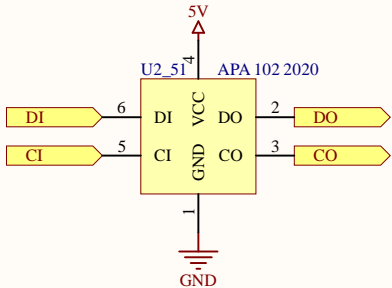 5V
4
U2_51 APA 102 2020
DI 6 DI VCC DO 2 DO
CI 5 CI GND CO 3 CO
1
GND